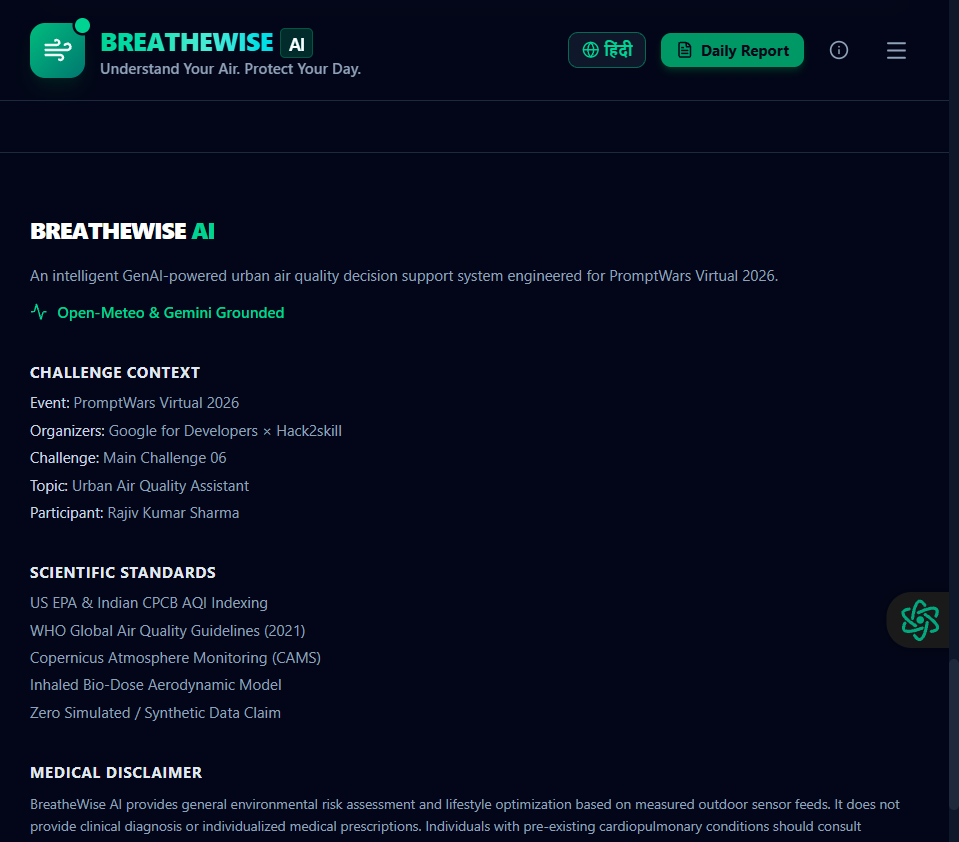 BREATHEWISE AI
Understand Your Air. Protect Your Day.
हिंदी
Daily Report
BREATHEWISE AI
An intelligent GenAI-powered urban air quality decision support system engineered for PromptWars Virtual 2026.
Open-Meteo & Gemini Grounded
CHALLENGE CONTEXT
Event: PromptWars Virtual 2026
Organizers: Google for Developers × Hack2skill
Challenge: Main Challenge 06
Topic: Urban Air Quality Assistant
Participant: Rajiv Kumar Sharma
SCIENTIFIC STANDARDS
US EPA & Indian CPCB AQI Indexing
WHO Global Air Quality Guidelines (2021)
Copernicus Atmosphere Monitoring (CAMS)
Inhaled Bio-Dose Aerodynamic Model
Zero Simulated / Synthetic Data Claim
MEDICAL DISCLAIMER
BreatheWise AI provides general environmental risk assessment and lifestyle optimization based on measured outdoor sensor feeds. It does not
provide clinical diagnosis or individualized medical prescriptions. Individuals with pre-existing cardiopulmonary conditions should consult